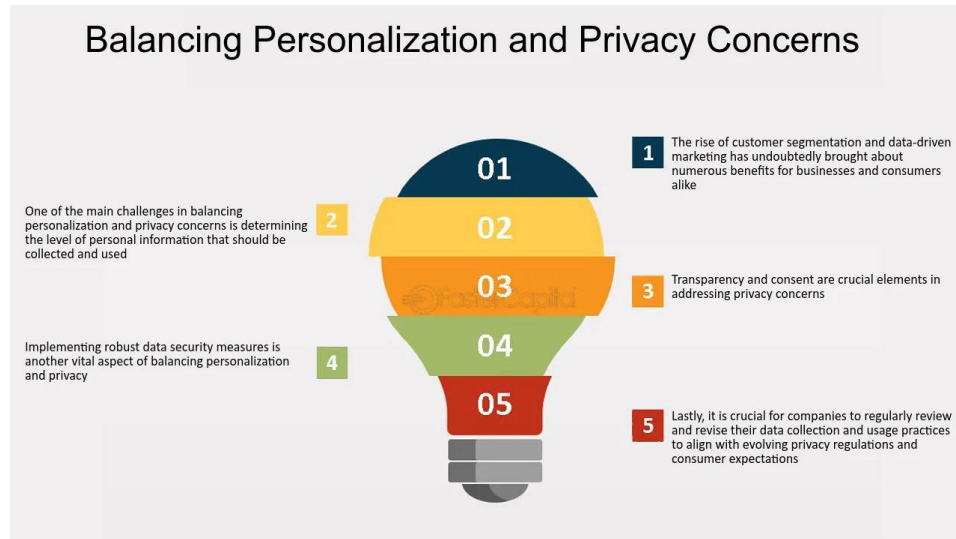 Balancing Personalization and Privacy Concerns
01
02
03
FasterCapital
04
05
1
The rise of customer segmentation and data-driven
marketing has undoubtedly brought about
numerous benefits for businesses and consumers
alike
2
One of the main challenges in balancing
personalization and privacy concerns is determining
the level of personal information that should be
collected and used
3
Transparency and consent are crucial elements in
addressing privacy concerns
4
Implementing robust data security measures is
another vital aspect of balancing personalization
and privacy
5
Lastly, it is crucial for companies to regularly review
and revise their data collection and usage practices
to align with evolving privacy regulations and
consumer expectations